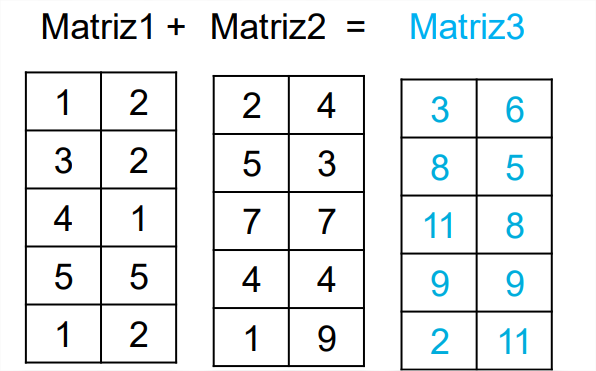 Matriz1 + Matriz2 = Matriz3
1 2 2 4 3 6
3 2 5 3 8 5
4 1 7 7 11 8
5 5 4 4 9 9
1 2 1 9 2 11